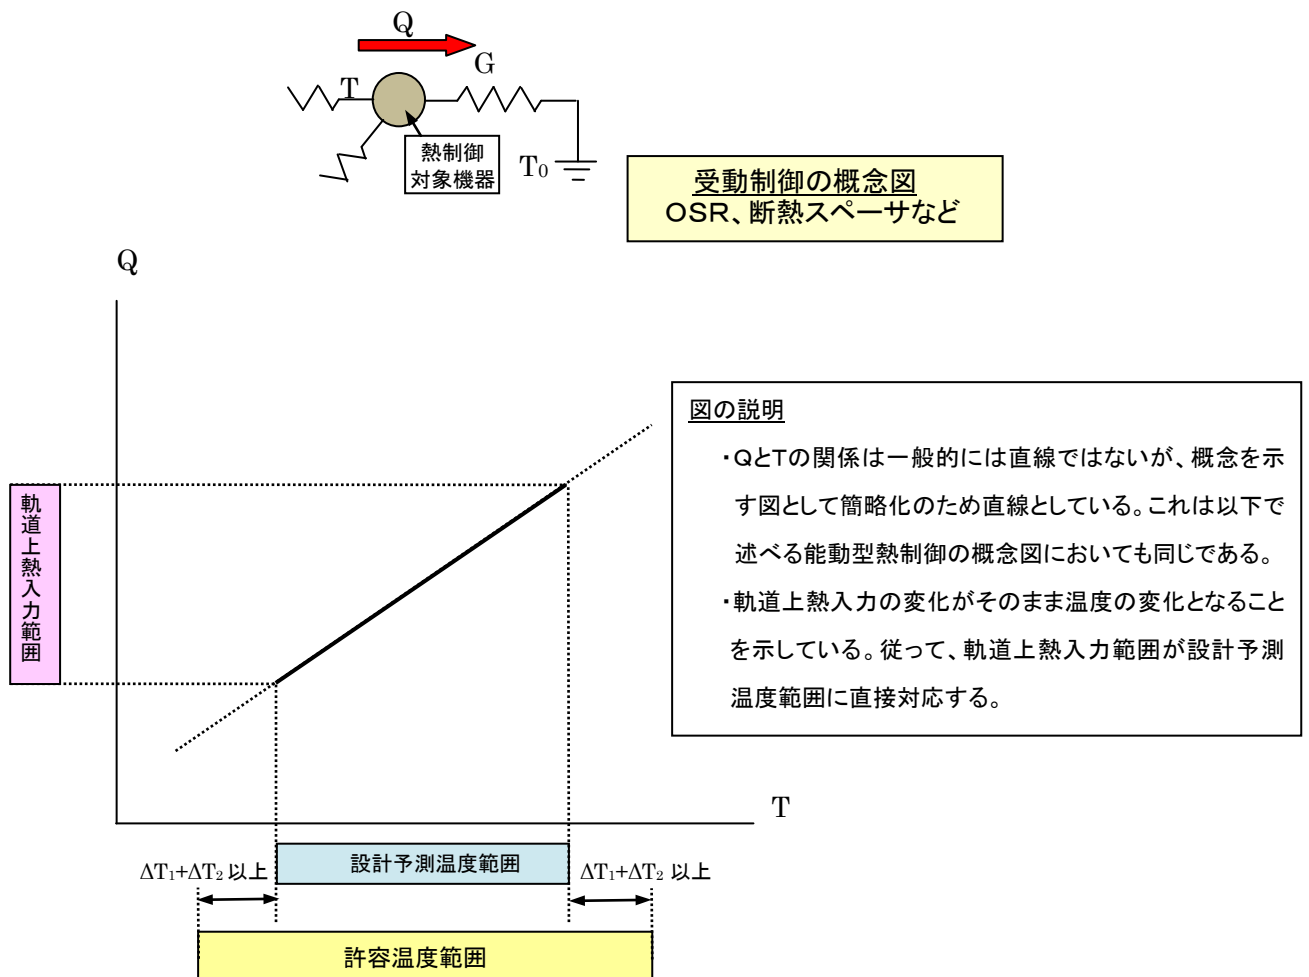 Q
G
T
熱制御
対象機器
T₀
受動制御の概念図
OSR、断熱スペーサなど
Q
軌道上熱入力範囲
図の説明
・QとTの関係は一般的には直線ではないが、概念を示
す図として簡略化のため直線としている。これは以下で
述べる能動型熱制御の概念図においても同じである。
・軌道上熱入力の変化がそのまま温度の変化となること
を示している。従って、軌道上熱入力範囲が設計予測
温度範囲に直接対応する。
T
ΔT₁+ΔT₂ 以上
設計予測温度範囲
ΔT₁+ΔT₂ 以上
許容温度範囲